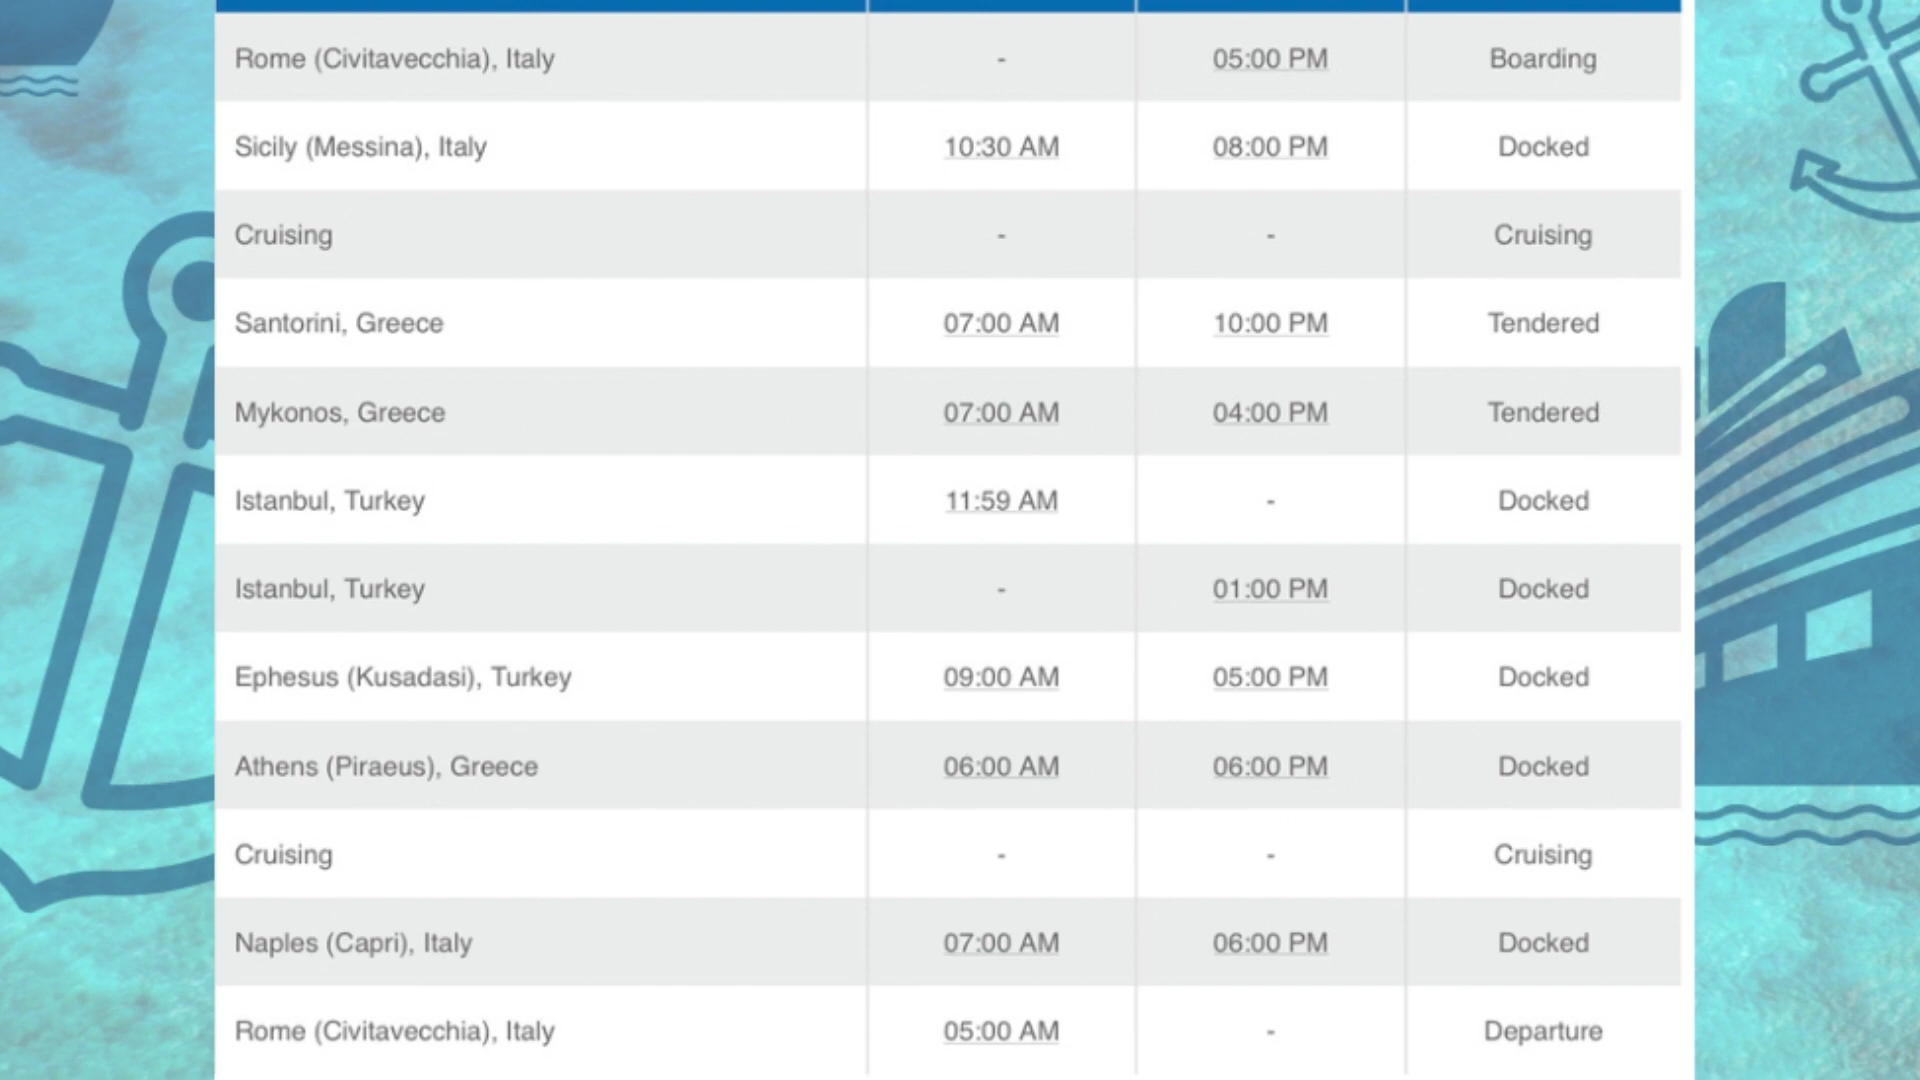 Rome (Civitavecchia), Italy - 05:00 PM Boarding
Sicily (Messina), Italy 10:30 AM 08:00 PM Docked
Cruising - - Cruising
Santorini, Greece 07:00 AM 10:00 PM Tendered
Mykonos, Greece 07:00 AM 04:00 PM Tendered
Istanbul, Turkey 11:59 AM - Docked
Istanbul, Turkey - 01:00 PM Docked
Ephesus (Kusadasi), Turkey 09:00 AM 05:00 PM Docked
Athens (Piraeus), Greece 06:00 AM 06:00 PM Docked
Cruising - - Cruising
Naples (Capri), Italy 07:00 AM 06:00 PM Docked
Rome (Civitavecchia), Italy 05:00 AM - Departure